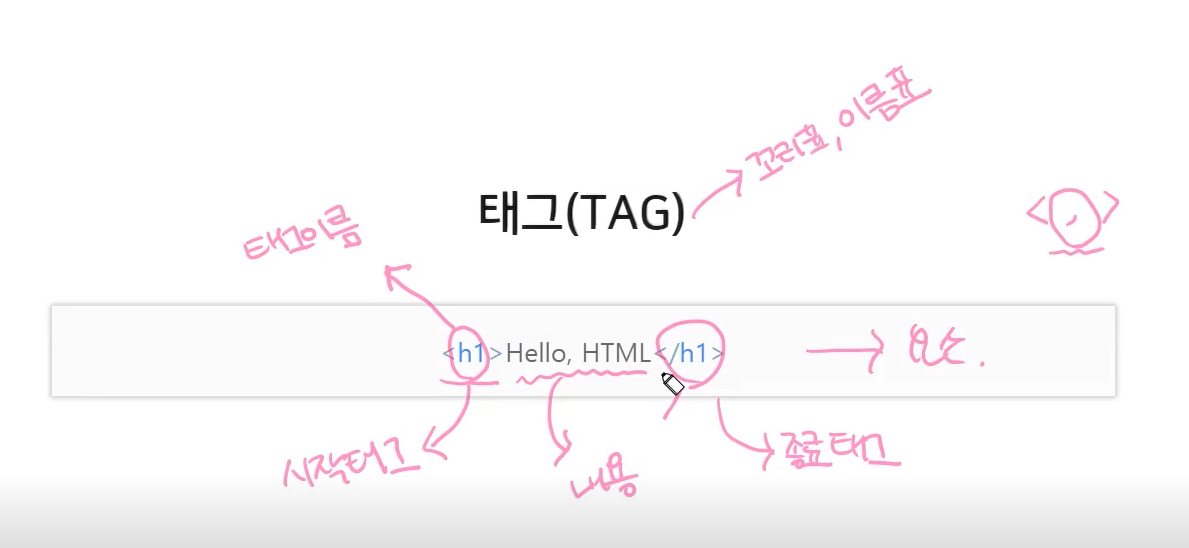 꼬리표, 이름표
태그(TAG)
< >
태그이름
<h1>Hello, HTML</h1>
요소.
시작태그
내용
종료태그